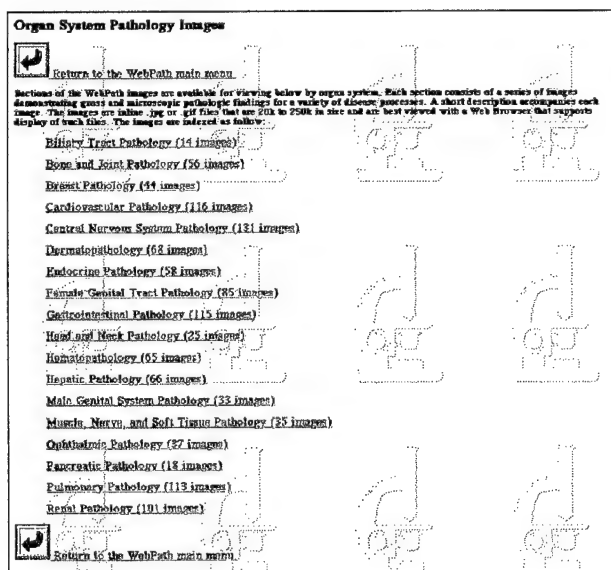 Organ System Pathology Images
Return to the WebPath main menu
Sections of the WebPath images are available for viewing below by organ system. Each section consists of a series of images
demonstrating gross and microscopic pathologic findings for a variety of disease processes. A short description accompanies each
image. The images are inline .jpg or .gif files that are 20k to 250k in size and are best viewed with a Web Browser that supports
display of such files. The images are indexed as follow:
Biliary Tract Pathology (14 images)
Bone and Joint Pathology (56 images)
Breast Pathology (44 images)
Cardiovascular Pathology (116 images)
Central Nervous System Pathology (131 images)
Dermatopathology (68 images)
Endocrine Pathology (58 images)
Female Genital Tract Pathology (85 images)
Gastrointestinal Pathology (115 images)
Head and Neck Pathology (25 images)
Hematopathology (65 images)
Hepatic Pathology (66 images)
Male Genital System Pathology (33 images)
Muscle, Nerve, and Soft Tissue Pathology (25 images)
Ophthalmic Pathology (27 images)
Pancreatic Pathology (18 images)
Pulmonary Pathology (113 images)
Renal Pathology (101 images)
Return to the WebPath main menu